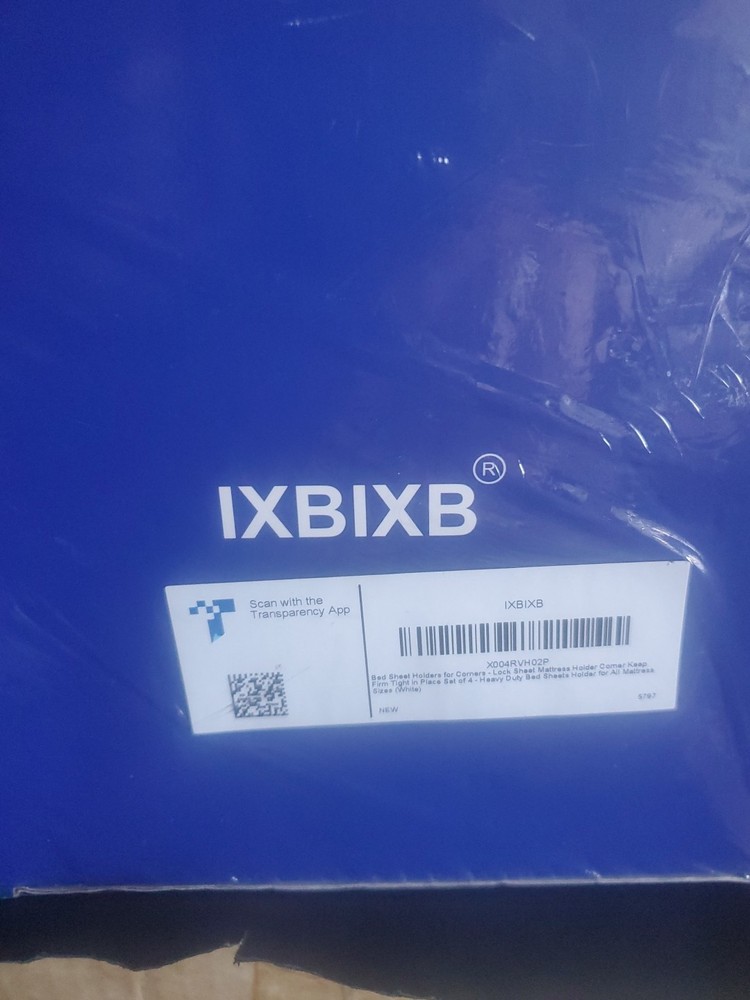 IXBIXB®
Scan with the
Transparency App
IXBIXB
X004RVH02P
Bed Sheet Holders for Corners - Lock Sheet Mattress Holder Corner Keep
Firm Tight in Place Set of 4 - Heavy Duty Bed Sheets Holder for All Mattress
Sizes (White)
NEW